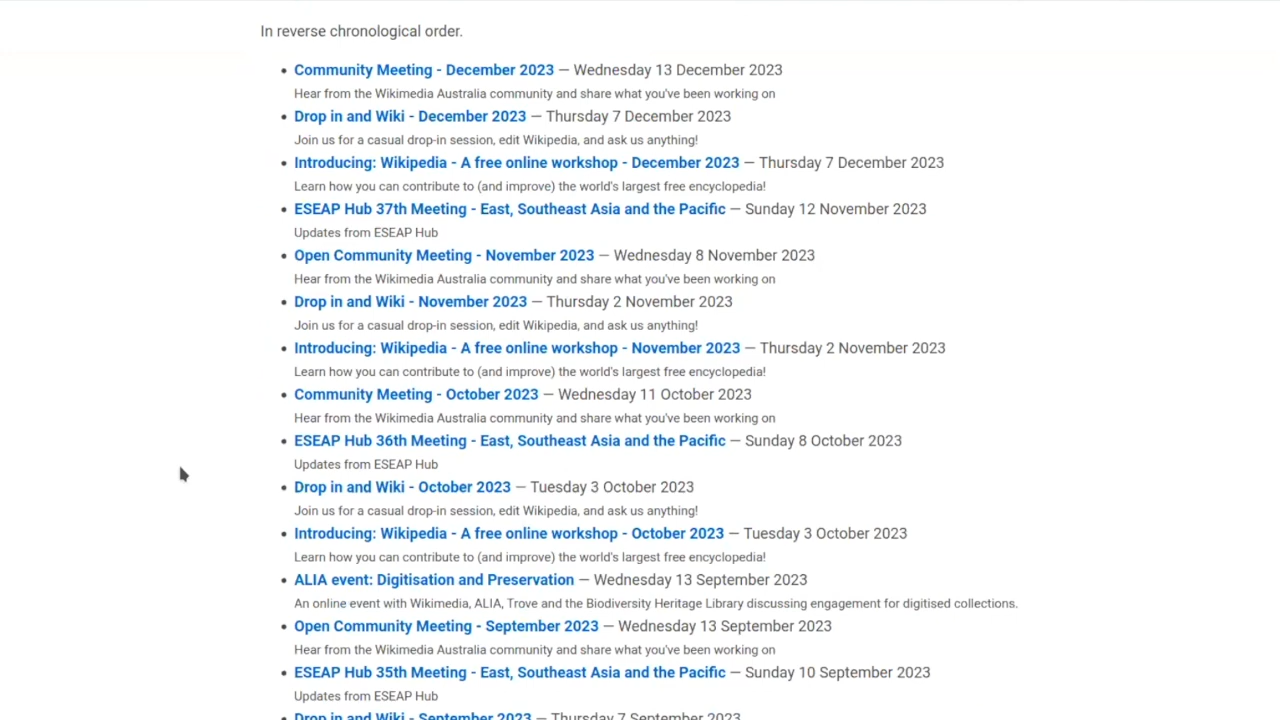 In reverse chronological order.
Community Meeting - December 2023 — Wednesday 13 December 2023
Hear from the Wikimedia Australia community and share what you've been working on
Drop in and Wiki - December 2023 — Thursday 7 December 2023
Join us for a casual drop-in session, edit Wikipedia, and ask us anything!
Introducing: Wikipedia - A free online workshop - December 2023 — Thursday 7 December 2023
Learn how you can contribute to (and improve) the world's largest free encyclopedia!
ESEAP Hub 37th Meeting - East, Southeast Asia and the Pacific — Sunday 12 November 2023
Updates from ESEAP Hub
Open Community Meeting - November 2023 — Wednesday 8 November 2023
Hear from the Wikimedia Australia community and share what you've been working on
Drop in and Wiki - November 2023 — Thursday 2 November 2023
Join us for a casual drop-in session, edit Wikipedia, and ask us anything!
Introducing: Wikipedia - A free online workshop - November 2023 — Thursday 2 November 2023
Learn how you can contribute to (and improve) the world's largest free encyclopedia!
Community Meeting - October 2023 — Wednesday 11 October 2023
Hear from the Wikimedia Australia community and share what you've been working on
ESEAP Hub 36th Meeting - East, Southeast Asia and the Pacific — Sunday 8 October 2023
Updates from ESEAP Hub
Drop in and Wiki - October 2023 — Tuesday 3 October 2023
Join us for a casual drop-in session, edit Wikipedia, and ask us anything!
Introducing: Wikipedia - A free online workshop - October 2023 — Tuesday 3 October 2023
Learn how you can contribute to (and improve) the world's largest free encyclopedia!
ALIA event: Digitisation and Preservation — Wednesday 13 September 2023
An online event with Wikimedia, ALIA, Trove and the Biodiversity Heritage Library discussing engagement for digitised collections.
Open Community Meeting - September 2023 — Wednesday 13 September 2023
Hear from the Wikimedia Australia community and share what you've been working on
ESEAP Hub 35th Meeting - East, Southeast Asia and the Pacific — Sunday 10 September 2023
Updates from ESEAP Hub
Drop in and Wiki - September 2023 — Thursday 7 September 2023